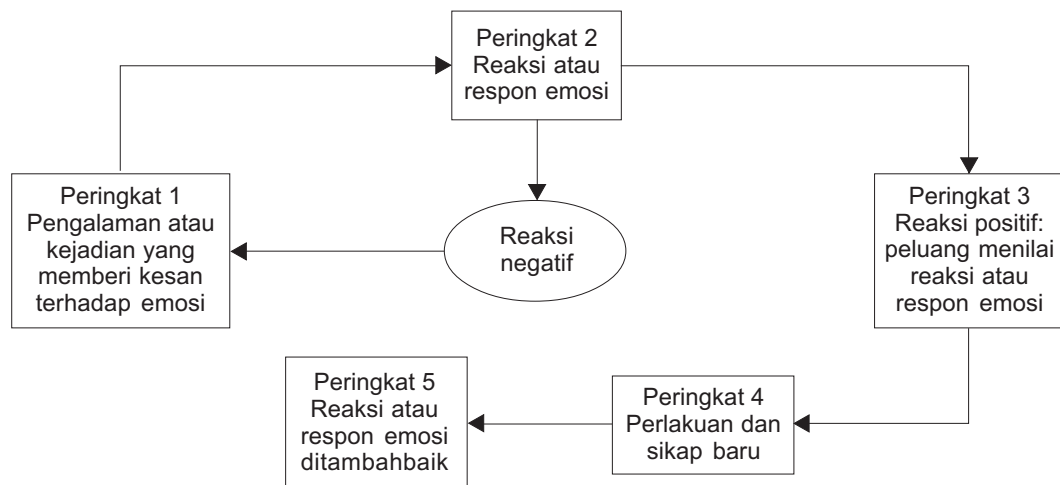 Peringkat 2
Reaksi atau
respon emosi
Peringkat 1
Pengalaman atau
kejadian yang
memberi kesan
terhadap emosi
Reaksi
negatif
Peringkat 3
Reaksi positif:
peluang menilai
reaksi atau
respon emosi
Peringkat 5
Reaksi atau
respon emosi
ditambahbaik
Peringkat 4
Perlakuan dan
sikap baru